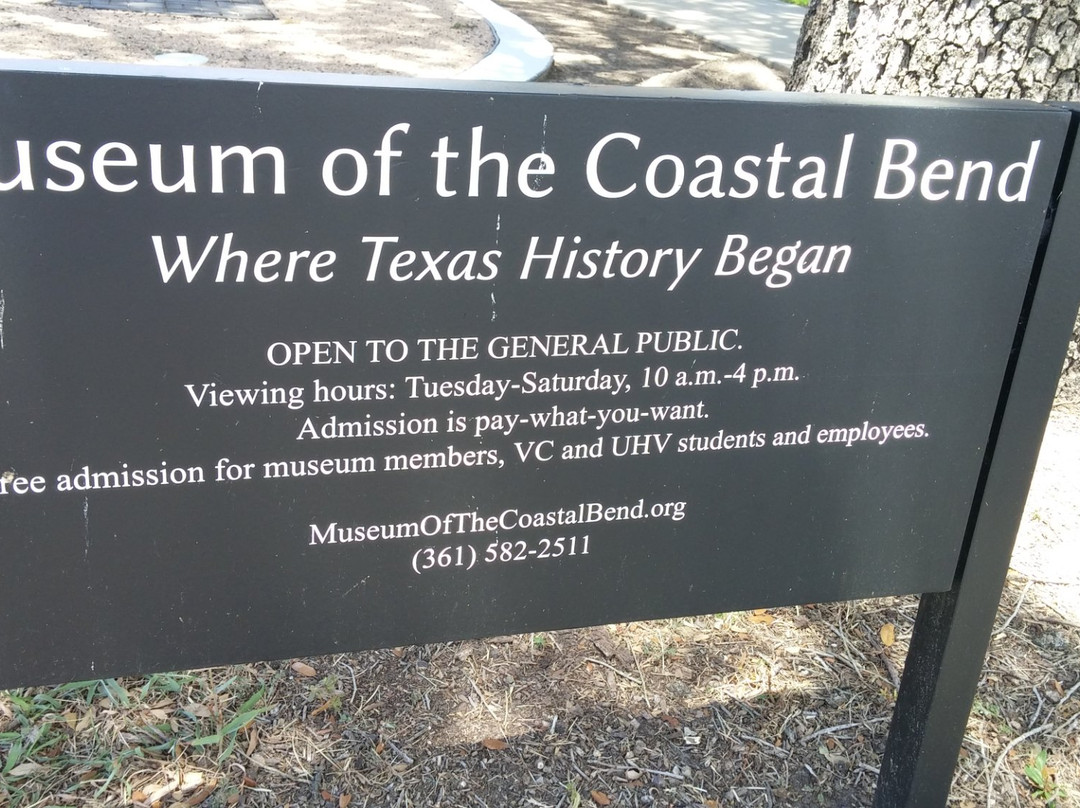 useum of the Coastal Bend
Where Texas History Began
OPEN TO THE GENERAL PUBLIC.
Viewing hours: Tuesday-Saturday, 10 a.m.-4 p.m.
Admission is pay-what-you-want.
ree admission for museum members, VC and UHV students and employees.
MuseumOfTheCoastalBend.org
(361) 582-2511